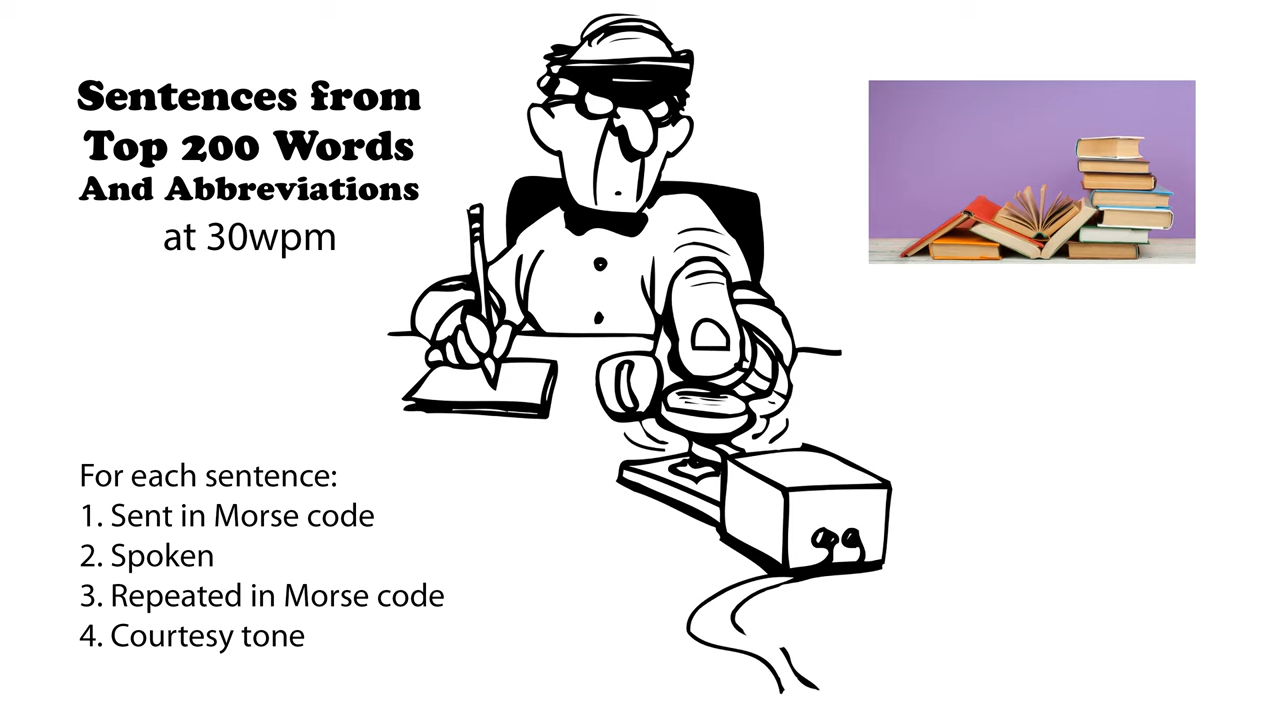 Sentences from
Top 200 Words
And Abbreviations
at 30wpm
For each sentence:
1. Sent in Morse code
2. Spoken
3. Repeated in Morse code
4. Courtesy tone